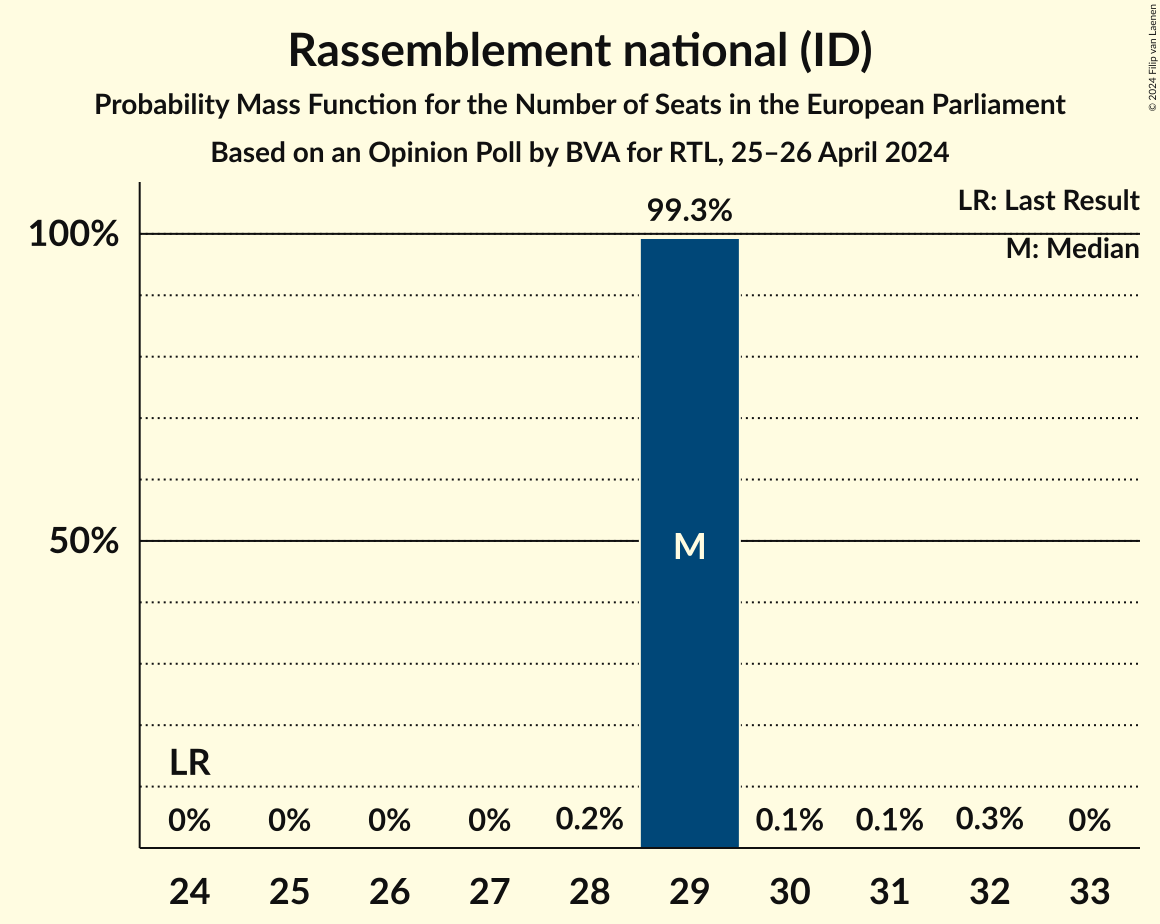 Rassemblement national (ID)
Probability Mass Function for the Number of Seats in the European Parliament
Based on an Opinion Poll by BVA for RTL, 25–26 April 2024
© 2024 Filip van Laenen
LR: Last Result
M: Median
99.3%
100%
50%
M
LR
0% 0% 0% 0% 0.2% 0.1% 0.1% 0.3% 0%
24 25 26 27 28 29 30 31 32 33